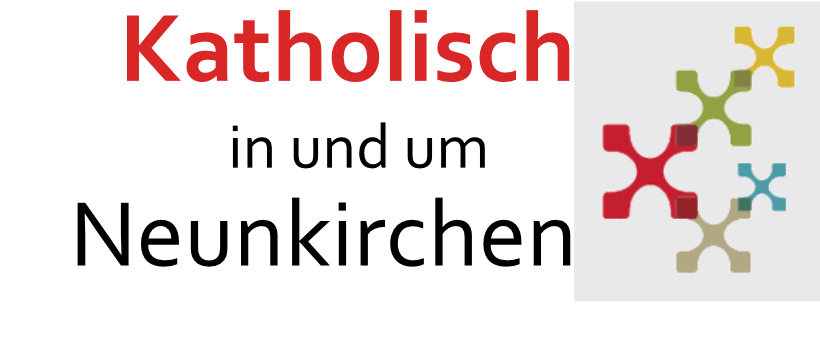 Katholisch
in und um
Neunkirchen